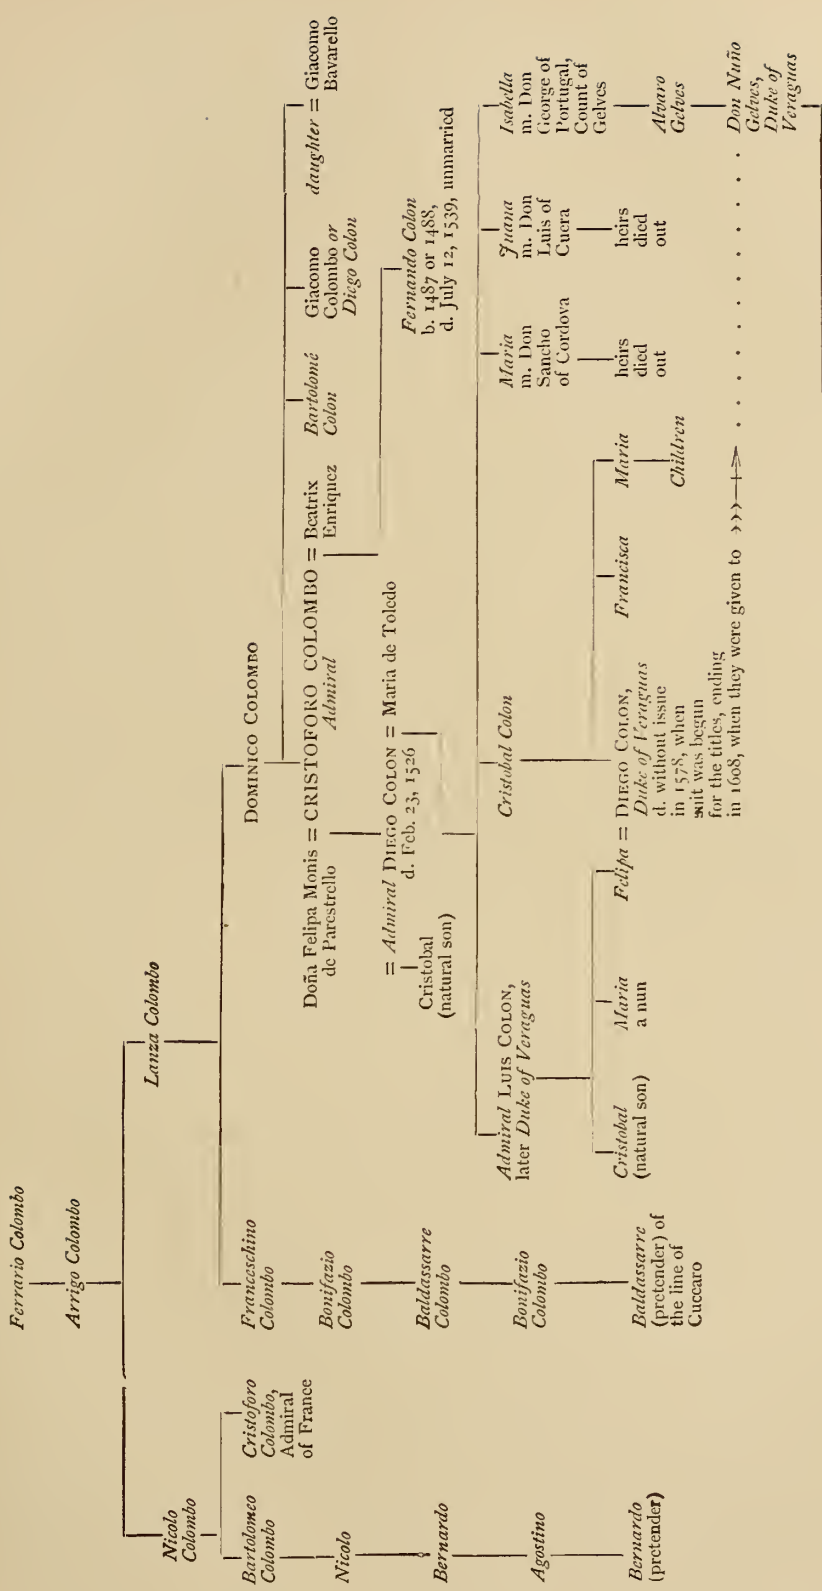 Ferrario Colombo
Arrigo Colombo
Nicolo
Colombo
Lanza Colombo
Bartolomeo
Colombo
Cristoforo
Colombo,
Admiral
of France
Franceschino
Colombo
DOMINICO COLOMBO
Nicolo
Bonifazio
Colombo
Doña Felipa Monis = CRISTOFORO COLOMBO = Beatrix
de Parestrello
Admiral
Enriquez
Bartolomé
Colon
Giacomo
Colombo or
Diego Colon
daughter = Giacomo
Bavarello
Bernardo
Baldassarre
Colombo
= Admiral DIEGO COLON = Maria de Toledo
d. Feb. 23, 1526
Cristobal
(natural son)
Fernando Colon
b. 1487 or 1488,
d. July 12, 1539, unmarried
Agostino
Bonifazio
Colombo
Admiral LUIS COLON,
later Duke of Veraguas
Cristobal Colon
Maria
m. Don
Sancho
of Cordova
Juana
m. Don
Luis of
Cuera
Isabella
m. Don
George of
Portugal,
Count of
Gelves
Bernardo
(pretender)
Baldassarre
(pretender) of
the line of
Cuccaro
Cristobal
(natural son)
Maria
a nun
Felipa = DIEGO COLON,
Duke of Veraguas
d. without issue
in 1578, when
suit was begun
for the titles, ending
in 1608, when they were given to
Francisca
Maria
Children
heirs
died
out
heirs
died
out
Alvaro
Gelves
Don Nuño
Gelves,
Duke of
Veraguas